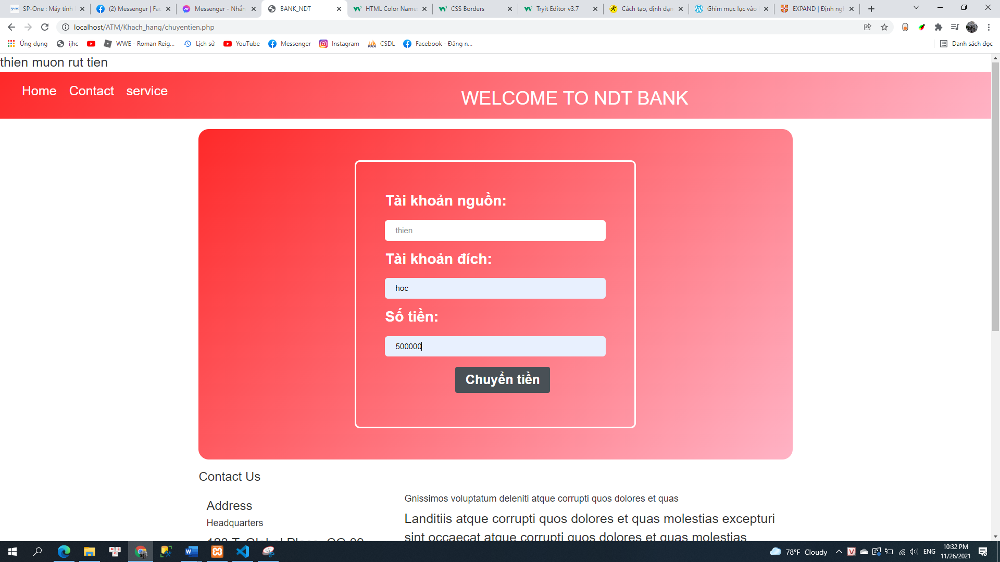 SP-One : Máy tính
(2) Messenger | Fac
Messenger - Nhắn
BANK_NDT
HTML Color Name
CSS Borders
Tryit Editor v3.7
Cách tạo, định dạn
Ghim mục lục vào
EXPAND | Định ngh
localhost/ATM/Khach_hang/chuyentien.php
Ứng dụng
ijhc
WWE - Roman Reig...
Lịch sử
YouTube
Messenger
Instagram
CSDL
Facebook - Đăng n...
Danh sách đọc
thien muon rut tien
Home Contact service
WELCOME TO NDT BANK
Tài khoản nguồn:
thien
Tài khoản đích:
hoc
Số tiền:
500000
Chuyển tiền
Contact Us
Address
Headquarters
Gnissimos voluptatum deleniti atque corrupti quos dolores et quas
Landitiis atque corrupti quos dolores et quas molestias excepturi
sint occaecat atque corrupti quos dolores et quas molestias
78°F Cloudy
ENG
10:32 PM
11/26/2021